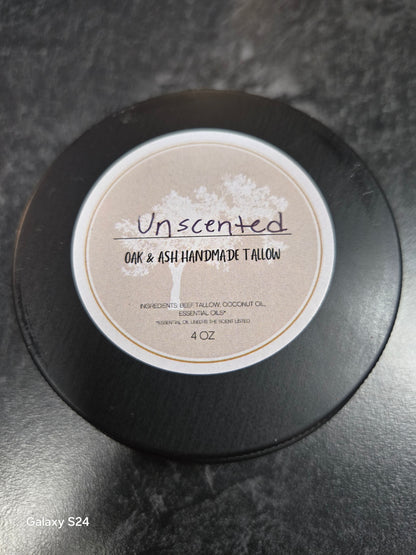 Unscented
OAK & ASH HANDMADE TALLOW
INGREDIENTS: BEEF TALLOW, COCONUT OIL,
ESSENTIAL OILS*
*ESSENTIAL OIL USED IS THE SCENT LISTED
4 OZ
Galaxy S24